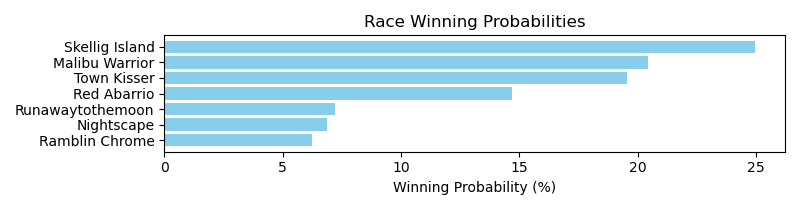 Race Winning Probabilities
Skellig Island
Malibu Warrior
Town Kisser
Red Abarrio
Runawaytothemoon
Nightscape
Ramblin Chrome
0 5 10 15 20 25
Winning Probability (%)